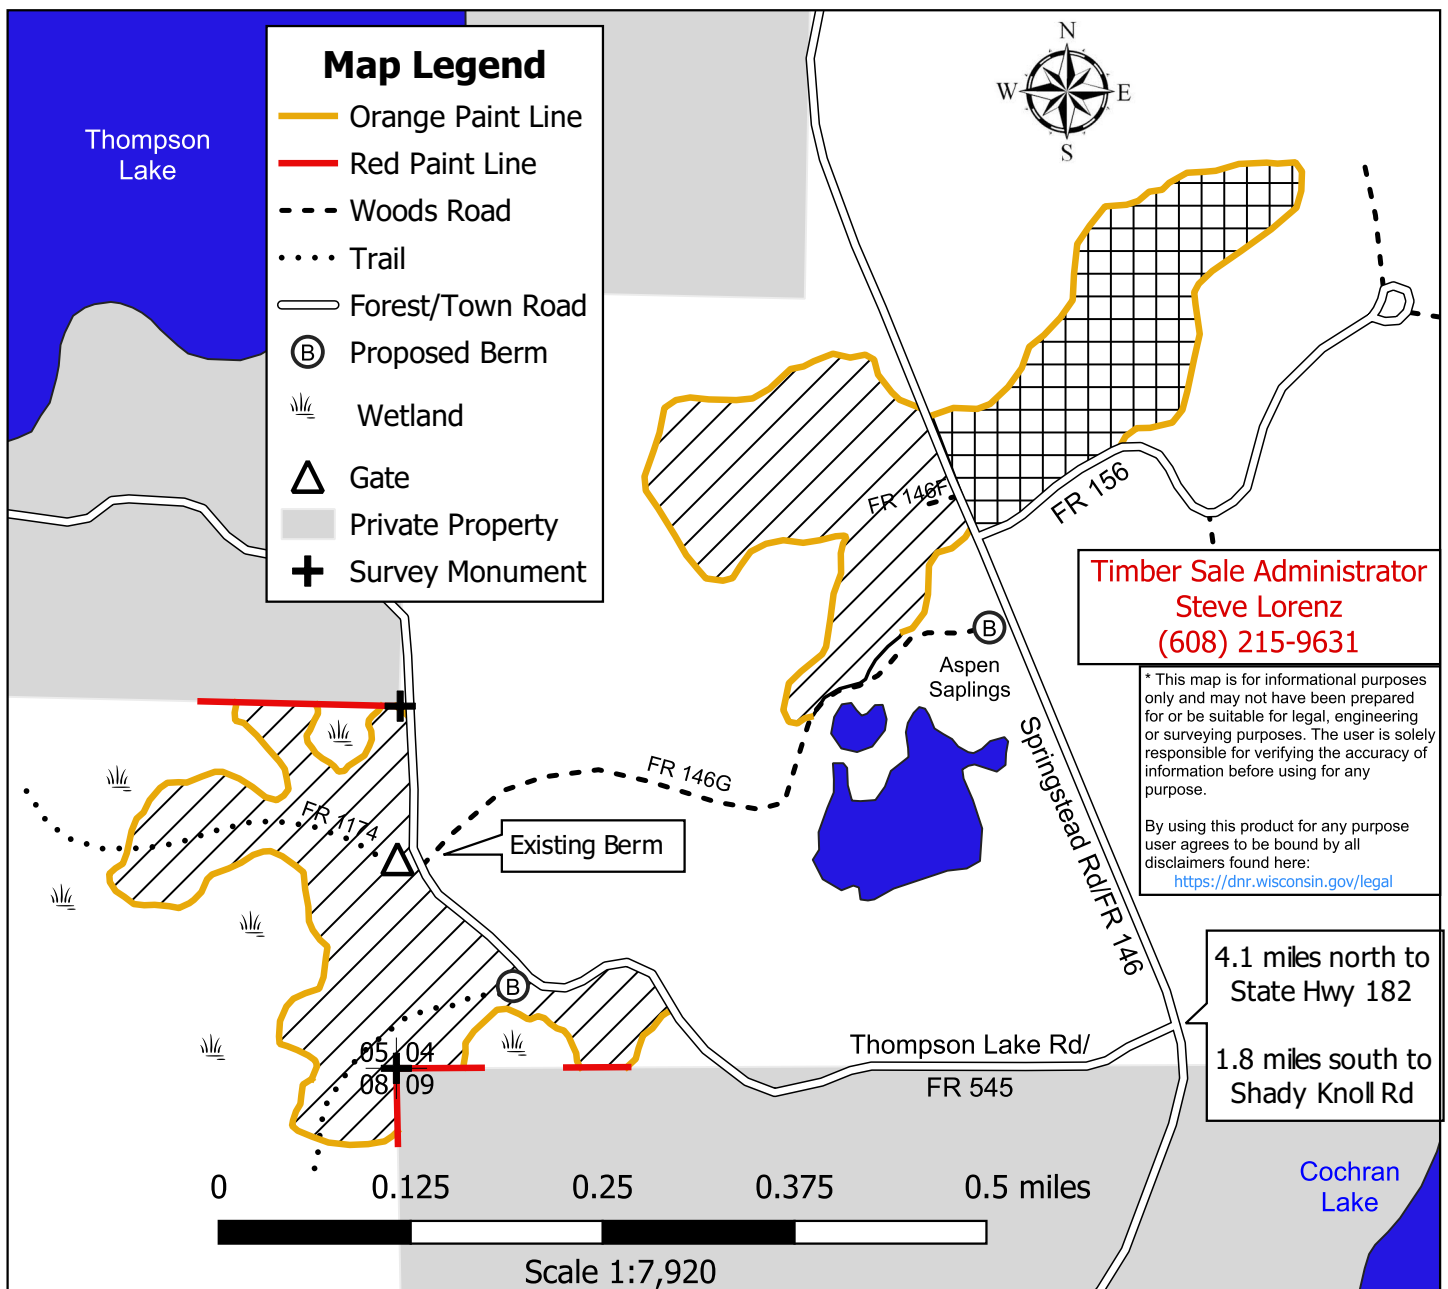 Thompson
Lake
Map Legend
Orange Paint Line
Red Paint Line
Woods Road
Trail
Forest/Town Road
B Proposed Berm
Wetland
Gate
Private Property
Survey Monument
N
W E
S
FR 146F
FR 156
Timber Sale Administrator
Steve Lorenz
(608) 215-9631
B
Aspen
Saplings
* This map is for informational purposes
only and may not have been prepared
for or be suitable for legal, engineering
or surveying purposes. The user is solely
responsible for verifying the accuracy of
information before using for any
purpose.
By using this product for any purpose
user agrees to be bound by all
disclaimers found here:
https://dnr.wisconsin.gov/legal
Springstead Rd/FR 146
FR 146G
FR 1174
Existing Berm
B
4.1 miles north to
State Hwy 182
1.8 miles south to
Shady Knoll Rd
05 04
08 09
Thompson Lake Rd/
FR 545
Cochran
Lake
0 0.125 0.25 0.375 0.5 miles
Scale 1:7,920